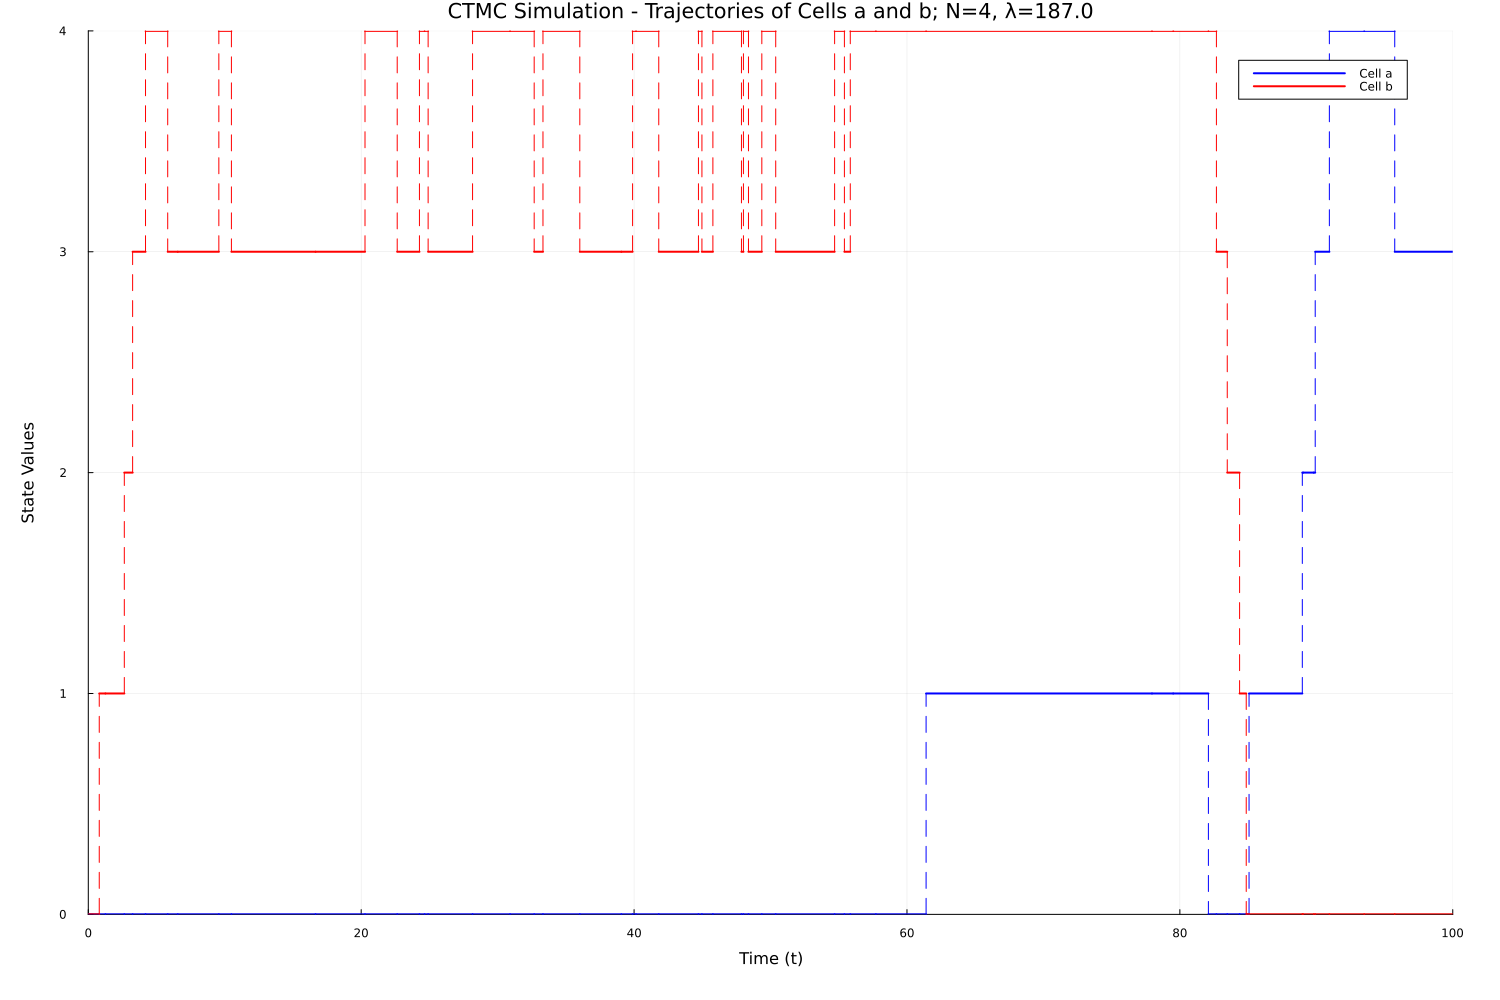 CTMC Simulation - Trajectories of Cells a and b; N=4, λ=187.0
4
Cell a
Cell b
3
State Values
2
1
0
0 20 40 60 80 100
Time (t)